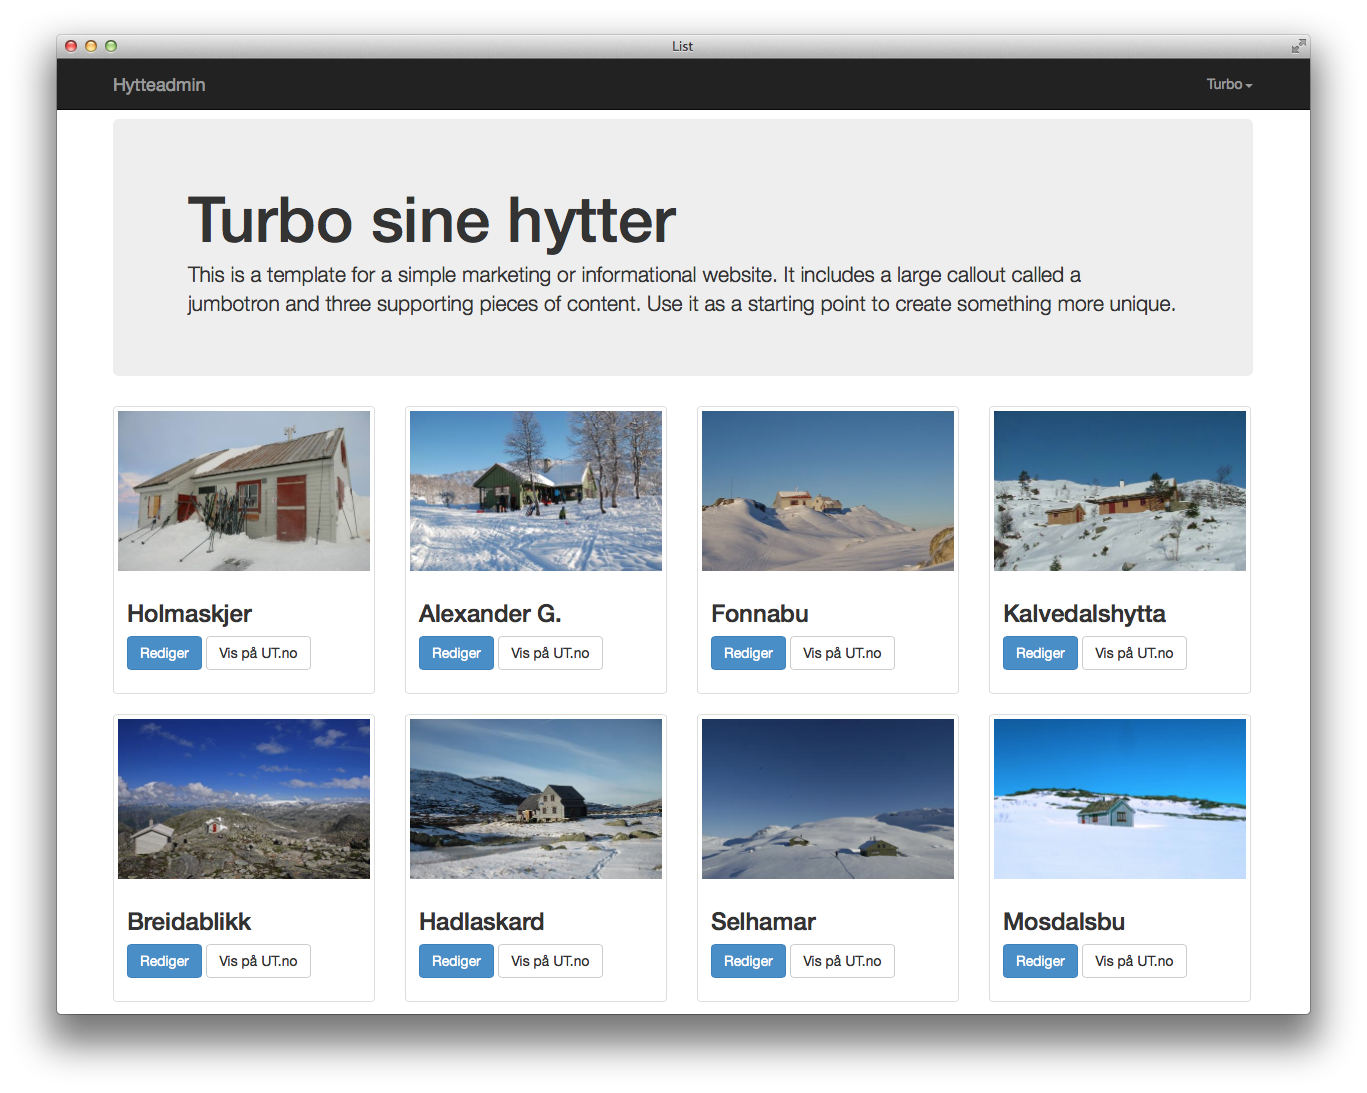 List
Hytteadmin
Turbo
Turbo sine hytter
This is a template for a simple marketing or informational website. It includes a large callout called a
jumbotron and three supporting pieces of content. Use it as a starting point to create something more unique.
Holmaskjer
Rediger
Vis på UT.no
Alexander G.
Rediger
Vis på UT.no
Fonnabu
Rediger
Vis på UT.no
Kalvedalshytta
Rediger
Vis på UT.no
Breidablikk
Rediger
Vis på UT.no
Hadlaskard
Rediger
Vis på UT.no
Selhamar
Rediger
Vis på UT.no
Mosdalsbu
Rediger
Vis på UT.no